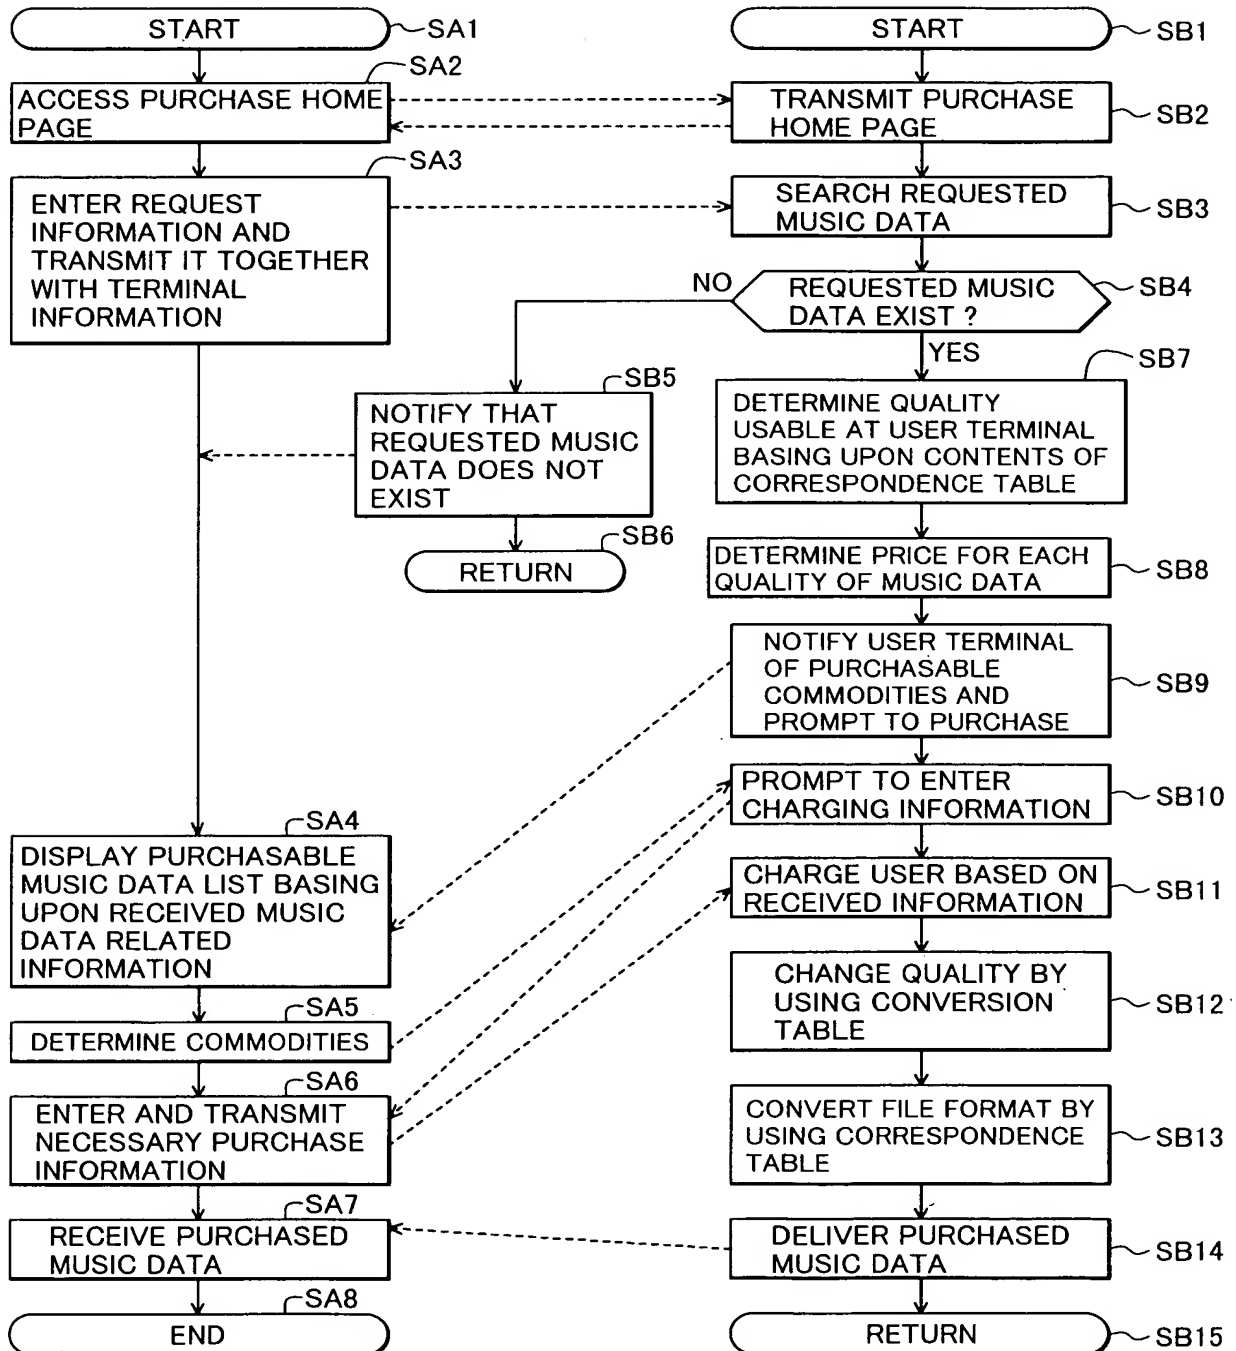 START
SA1
SA2
ACCESS PURCHASE HOME
PAGE
SA3
ENTER REQUEST
INFORMATION AND
TRANSMIT IT TOGETHER
WITH TERMINAL
INFORMATION
SA4
DISPLAY PURCHASABLE
MUSIC DATA LIST BASING
UPON RECEIVED MUSIC
DATA RELATED
INFORMATION
SA5
DETERMINE COMMODITIES
SA6
ENTER AND TRANSMIT
NECESSARY PURCHASE
INFORMATION
SA7
RECEIVE PURCHASED
MUSIC DATA
SA8
END
START
SB1
TRANSMIT PURCHASE
HOME PAGE
SB2
SEARCH REQUESTED
MUSIC DATA
SB3
NO
REQUESTED MUSIC
DATA EXIST ?
SB4
YES
SB5
NOTIFY THAT
REQUESTED MUSIC
DATA DOES NOT
EXIST
SB6
RETURN
SB7
DETERMINE QUALITY
USABLE AT USER TERMINAL
BASING UPON CONTENTS OF
CORRESPONDENCE TABLE
DETERMINE PRICE FOR EACH
QUALITY OF MUSIC DATA
SB8
NOTIFY USER TERMINAL
OF PURCHASABLE
COMMODITIES AND
PROMPT TO PURCHASE
SB9
PROMPT TO ENTER
CHARGING INFORMATION
SB10
CHARGE USER BASED ON
RECEIVED INFORMATION
SB11
CHANGE QUALITY BY
USING CONVERSION
TABLE
SB12
CONVERT FILE FORMAT BY
USING CORRESPONDENCE
TABLE
SB13
DELIVER PURCHASED
MUSIC DATA
SB14
RETURN
SB15